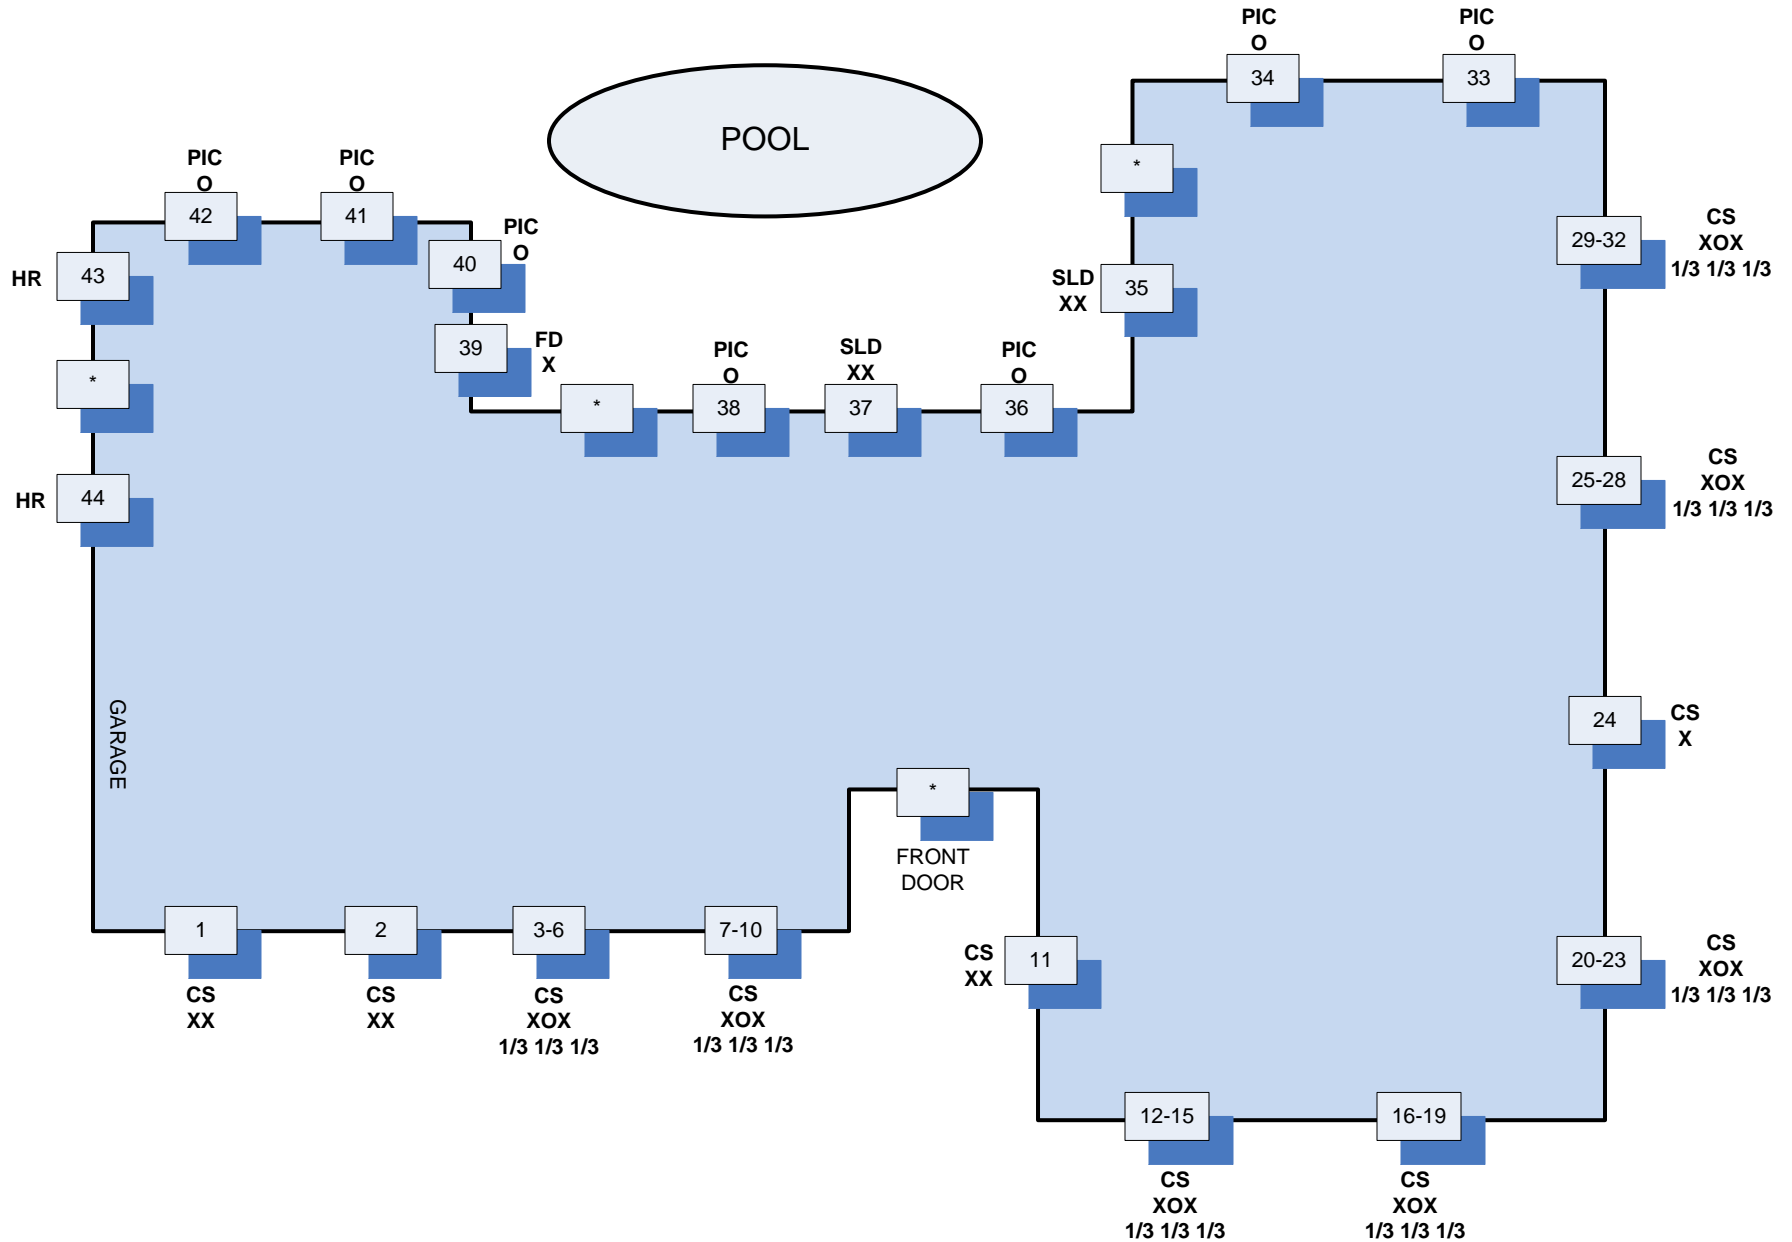 PIC
O
34
PIC
O
33
POOL
*
PIC
O
42
PIC
O
41
PIC
O
40
HR
43
29-32
CS
XOX
1/3 1/3 1/3
SLD
XX
35
39
FD
X
*
*
PIC
O
38
SLD
XX
37
PIC
O
36
HR
44
25-28
CS
XOX
1/3 1/3 1/3
GARAGE
24
CS
X
*
FRONT
DOOR
1
CS
XX
2
CS
XX
3-6
CS
XOX
1/3 1/3 1/3
7-10
CS
XOX
1/3 1/3 1/3
CS
XX
11
20-23
CS
XOX
1/3 1/3 1/3
12-15
CS
XOX
1/3 1/3 1/3
16-19
CS
XOX
1/3 1/3 1/3